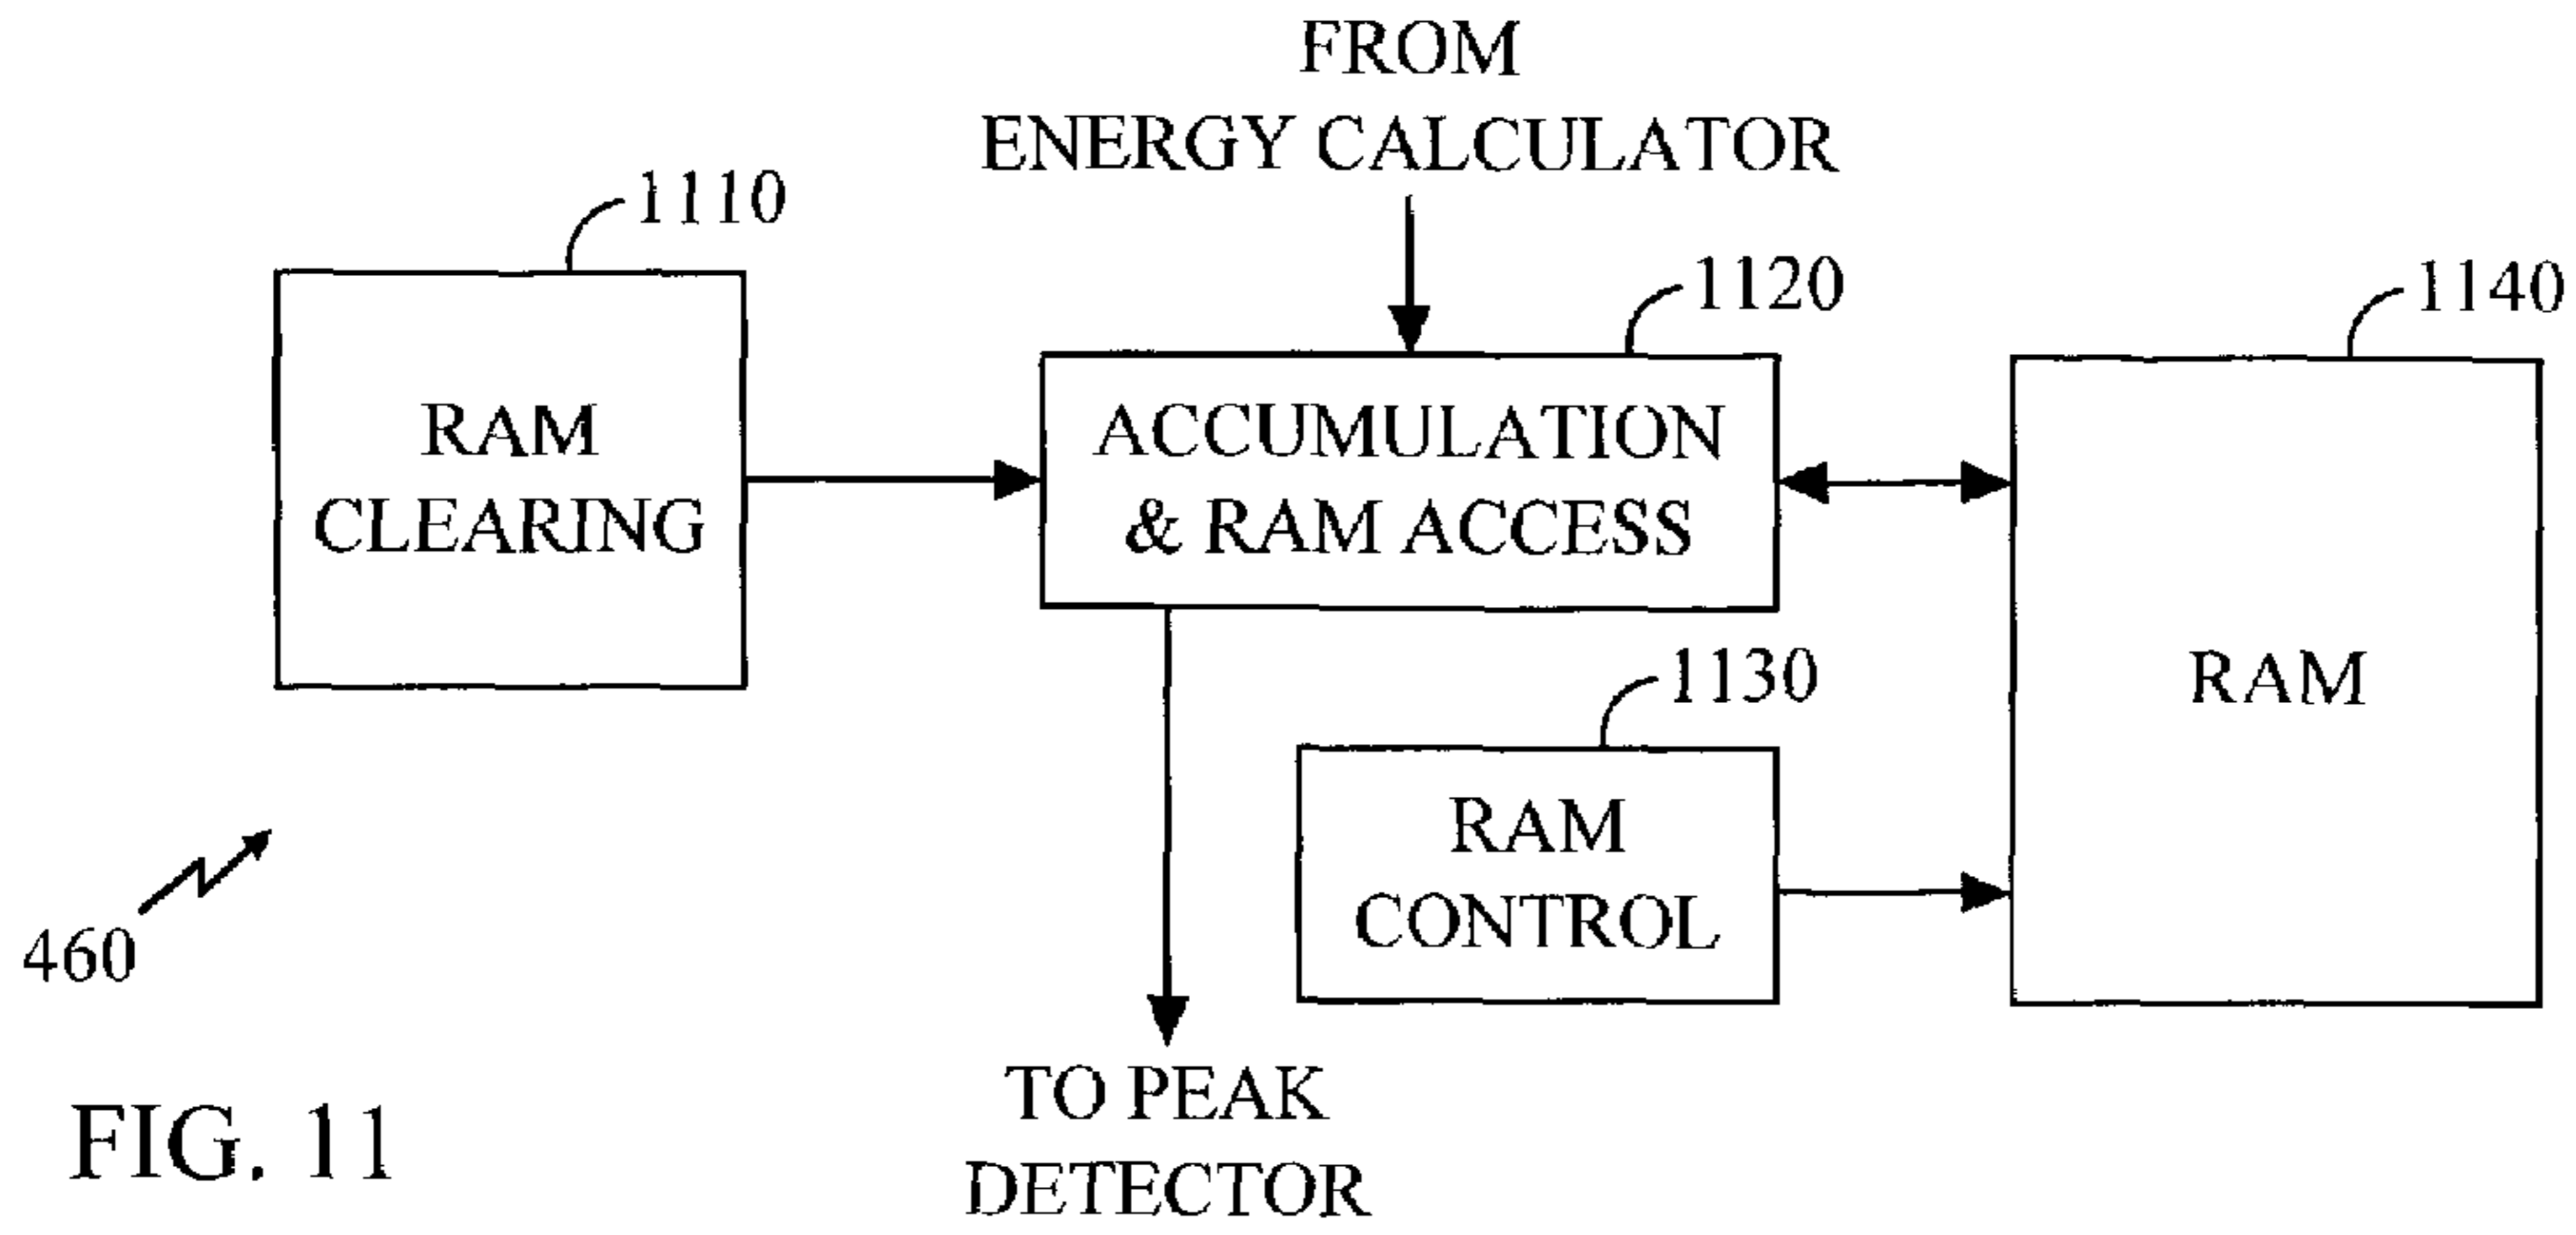 FROM
ENERGY CALCULATOR
1110
1120
1140
RAM
CLEARING
ACCUMULATION
& RAM ACCESS
RAM
1130
RAM
CONTROL
460
TO PEAK
DETECTOR
FIG. 11